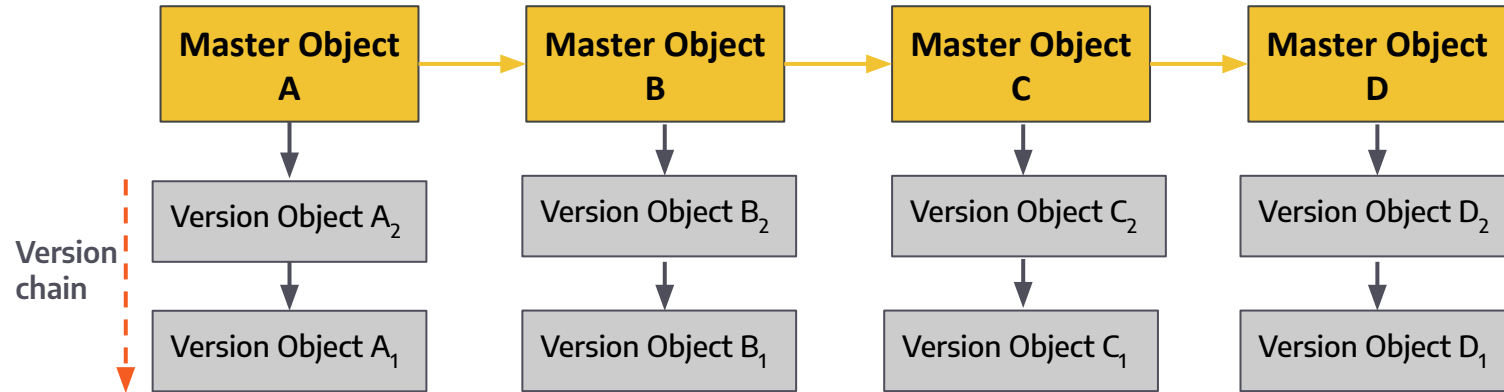 Master Object
A
Master Object
B
Master Object
C
Master Object
D
Version
chain
Version Object A₂
Version Object B₂
Version Object C₂
Version Object D₂
Version Object A₁
Version Object B₁
Version Object C₁
Version Object D₁